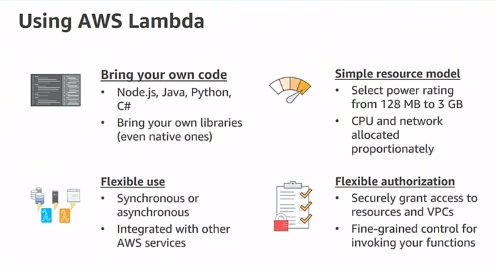 Using AWS Lambda
Bring your own code
• Node.js, Java, Python,
C#
• Bring your own libraries
(even native ones)
Simple resource model
• Select power rating
from 128 MB to 3 GB
• CPU and network
allocated
proportionately
Flexible use
• Synchronous or
asynchronous
• Integrated with other
AWS services
Flexible authorization
• Securely grant access to
resources and VPCs
• Fine-grained control for
invoking your functions